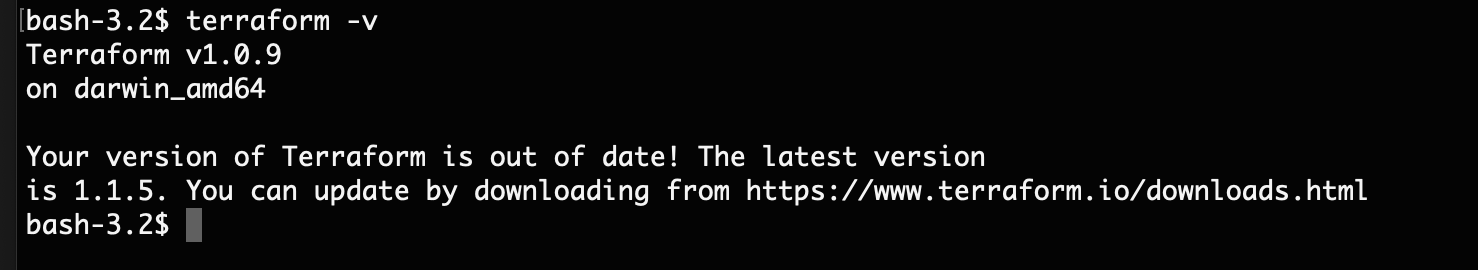 [bash-3.2$ terraform -v
Terraform v1.0.9
on darwin_amd64
Your version of Terraform is out of date! The latest version
is 1.1.5. You can update by downloading from https://www.terraform.io/downloads.html
bash-3.2$